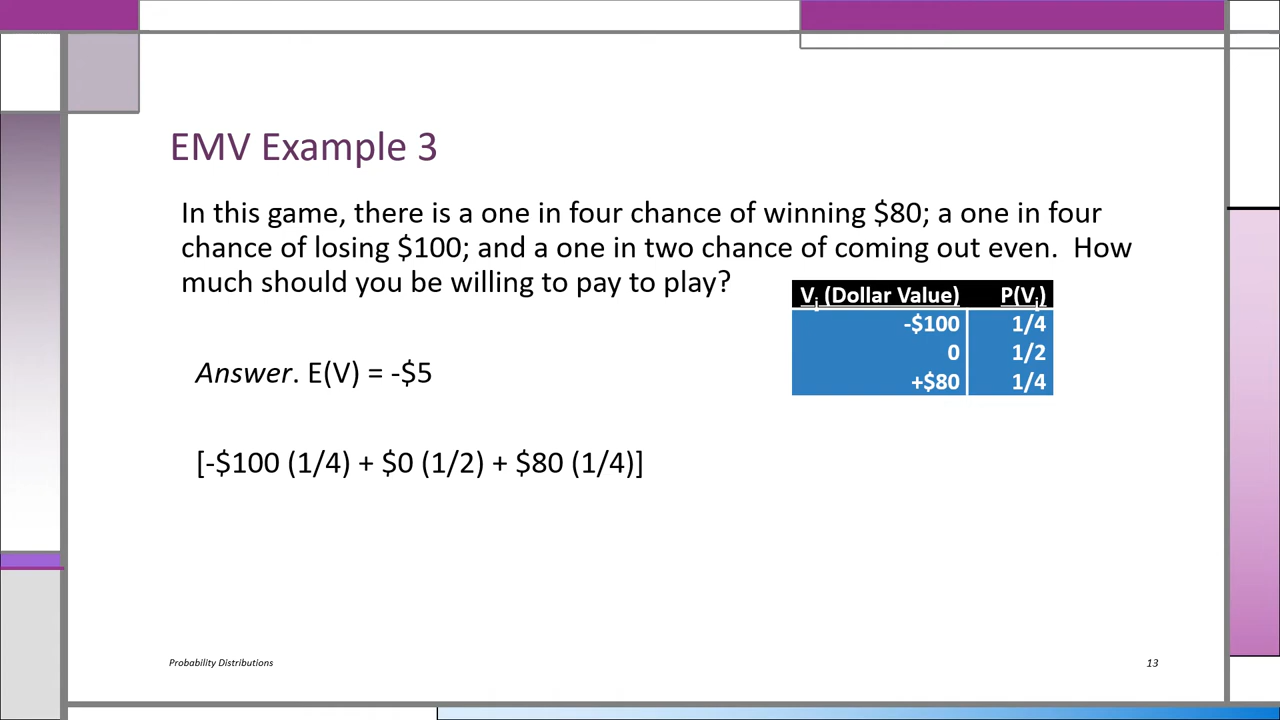 EMV Example 3
In this game, there is a one in four chance of winning $80; a one in four
chance of losing $100; and a one in two chance of coming out even. How
much should you be willing to pay to play?
Vi (Dollar Value) P(Vi)
-$100 1/4
0 1/2
+$80 1/4
Answer. E(V) = -$5
[-$100 (1/4) + $0 (1/2) + $80 (1/4)]
Probability Distributions 13